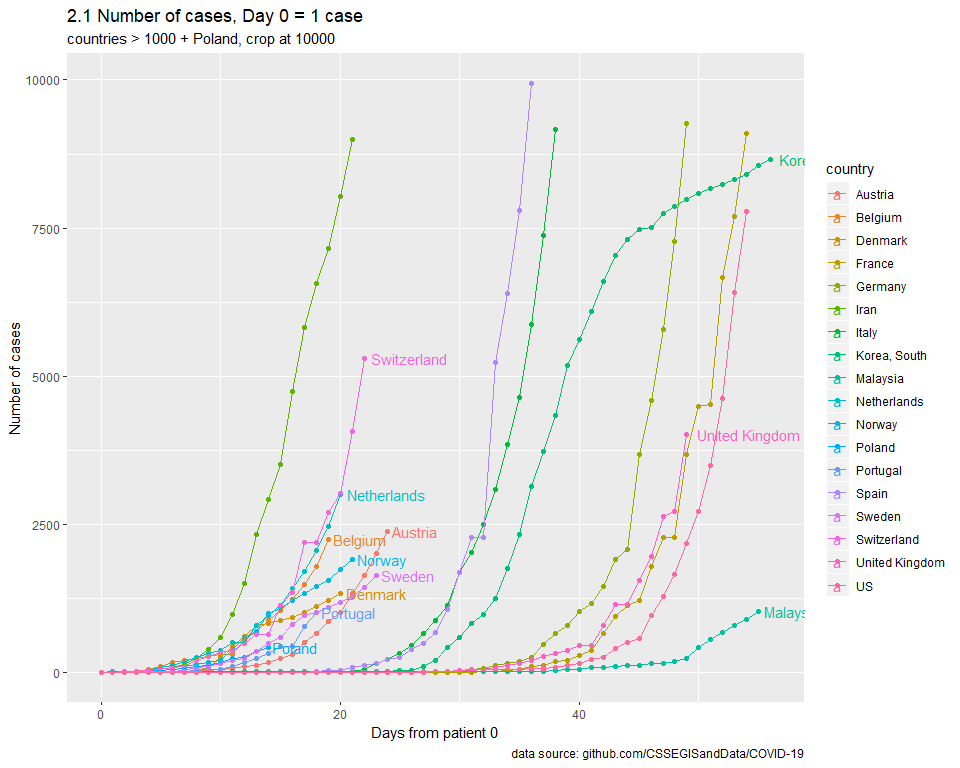 2.1 Number of cases, Day 0 = 1 case
countries > 1000 + Poland, crop at 10000
10000
7500
5000
2500
0
Number of cases
Kore
Switzerland
United Kingdom
Netherlands
Belgium
Austria
Norway
Sweden
Denmark
Portugal
Malays
Poland
0
20
40
Days from patient 0
data source: github.com/CSSEGISandData/COVID-19
country
a Austria
a Belgium
a Denmark
a France
a Germany
a Iran
a Italy
a Korea, South
a Malaysia
a Netherlands
a Norway
a Poland
a Portugal
a Spain
a Sweden
a Switzerland
a United Kingdom
a US